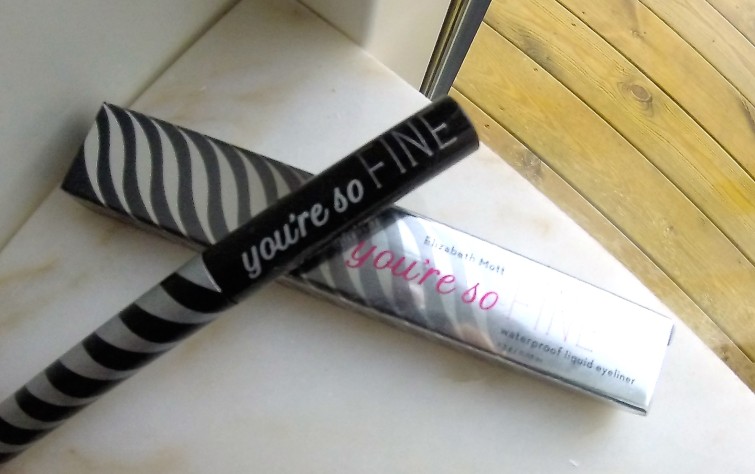 you're so FINE
Elizabeth Mott
you're so FINE
waterproof liquid eyeliner